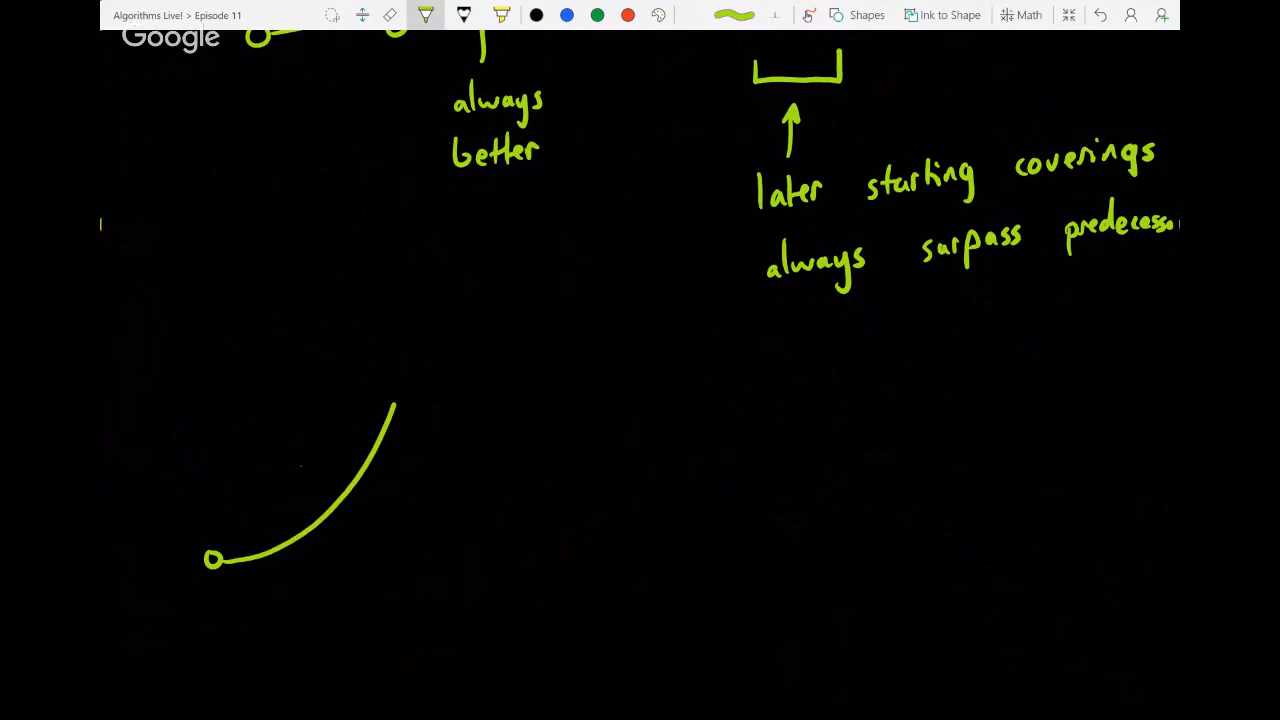 Algorithms Live! > Episode 11
Shapes
Ink to Shape
Math
Google
always
better
later starting coverings
always surpass